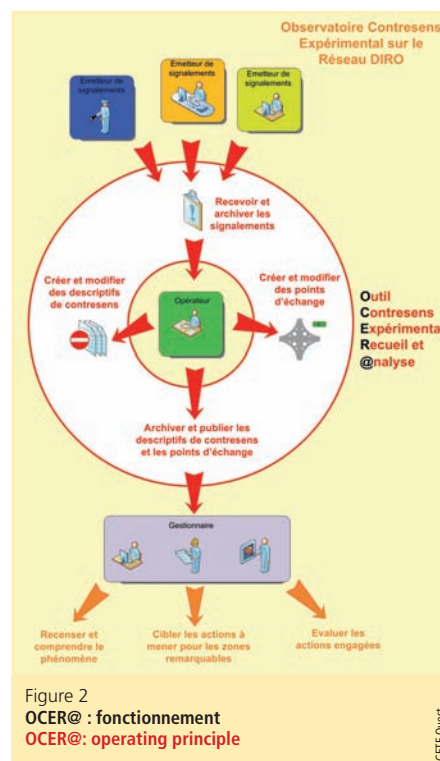 Observatoire Contresens
Expérimental sur le
Réseau DIRO
Emetteur de
signalements
Emetteur de
signalements
Emetteur de
signalements
Recevoir et
archiver les
signalements
Créer et modifier
des descriptifs
de contresens
Opérateur
Créer et modifier
des points
d'échange
Outil
Contresens
Expérimenta
Recueil et
@nalyse
Archiver et publier les
descriptifs de contresens
et les points d'échange
Gestionnaire
Recenser et
comprendre le
phénomène
Cibler les actions à
mener pour les zones
remarquables
Evaluer les
actions engagées
Figure 2
OCER@ : fonctionnement
OCER@: operating principle
CETE Ouest